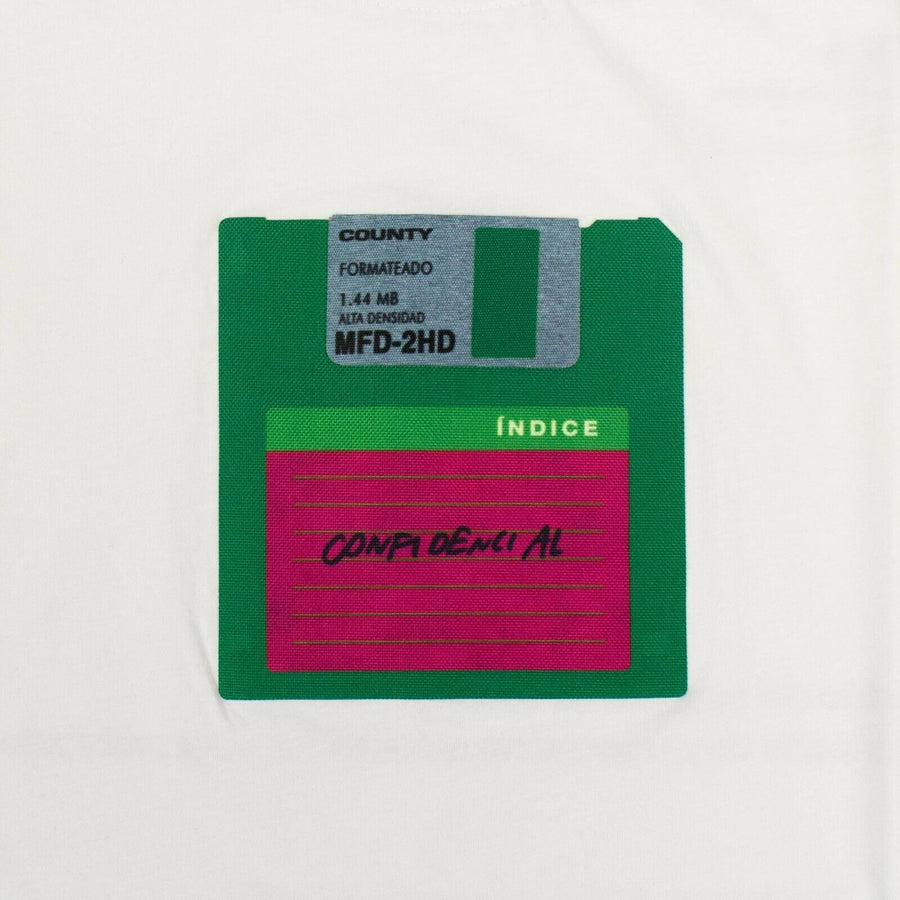 COUNTY
FORMATEADO
1.44 MB
ALTA DENSIDAD
MFD-2HD
ÍNDICE
CONFIDENCIAL